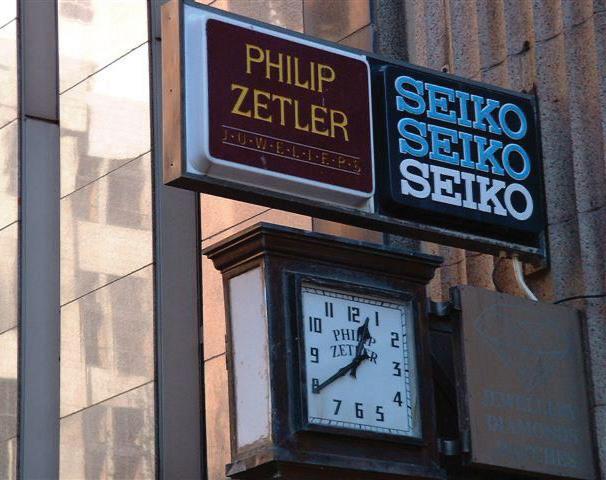 PHILIP
ZETLER
J·U·W·E·L·I·E·R·S
SEIKO
SEIKO
SEIKO
12
1
2
3
4
5
6
7
8
9
10
11
PHILIP
ZETLER
JEWELLERS
DIAMONDS
WATCHES